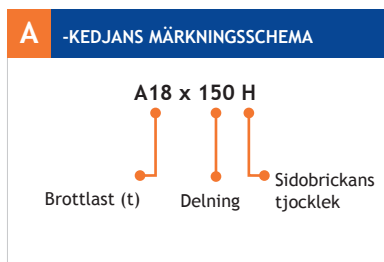 A -KEDJANS MÄRKNINGSSCHEMA
A18 x 150 H
Brottlast (t)
Delning
Sidobrickans
tjocklek